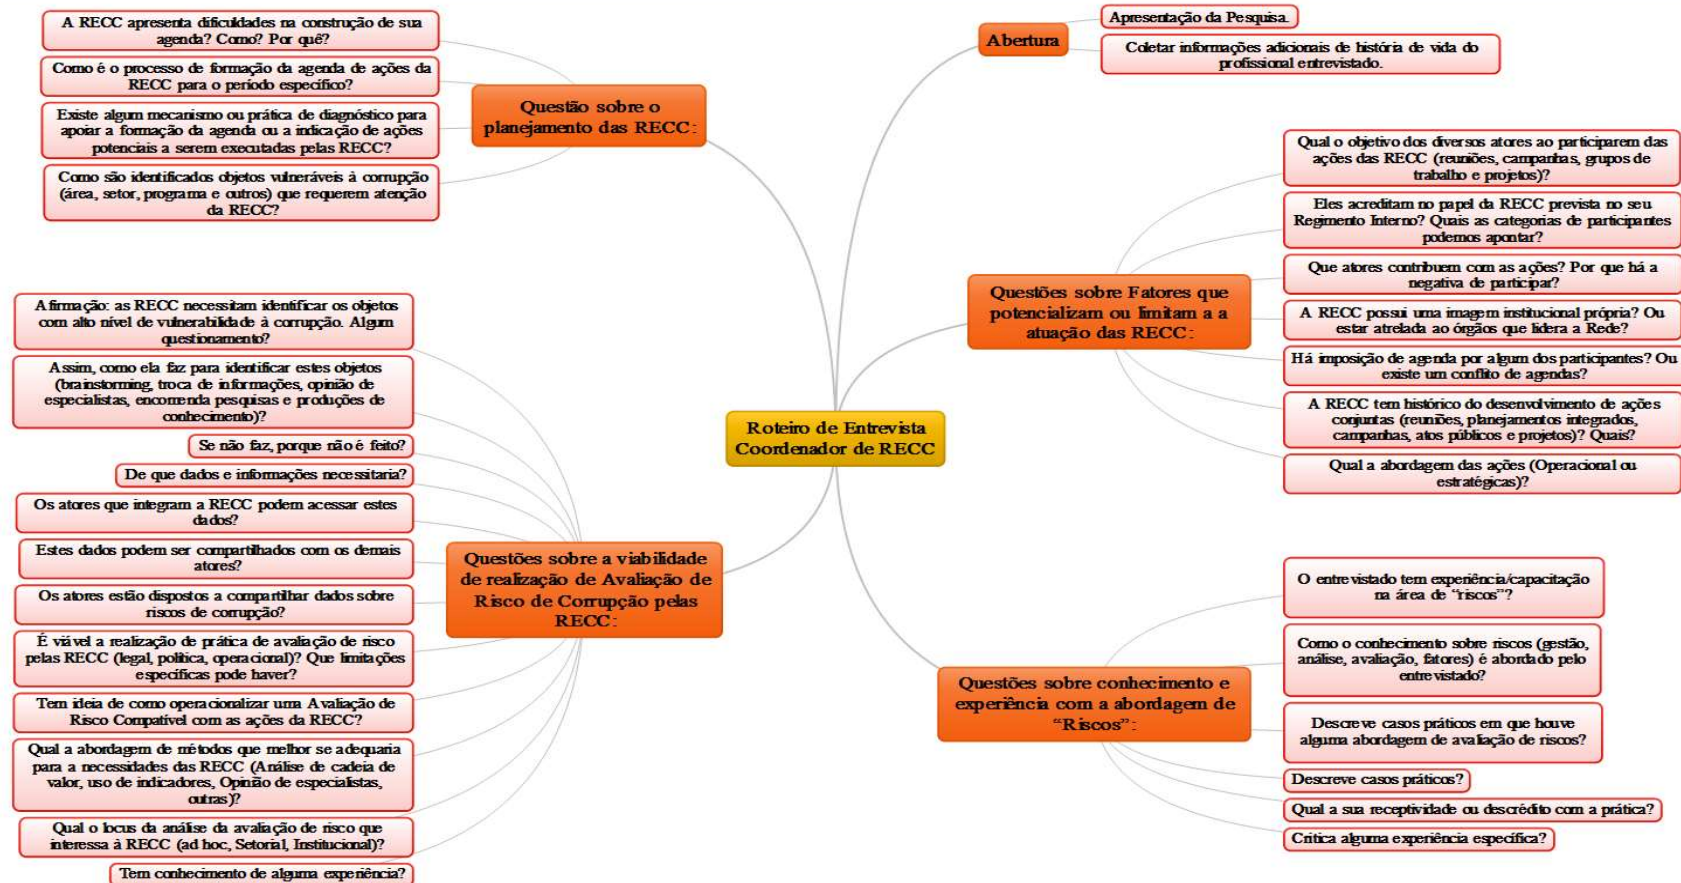 Roteiro de Entrevista
Coordenador de RECC
Abertura
Apresentação da Pesquisa.
Coletar informações adicionais de história de vida do
profissional entrevistado.
Questões sobre Fatores que
potencializam ou limitam a a
atuação das RECC:
Qual o objetivo dos diversos atores ao participarem das
ações das RECC (reuniões, campanhas, grupos de
trabalho e projetos)?
Eles acreditam no papel da RECC prevista no seu
Regimento Interno? Quais as categorias de participantes
podemos apontar?
Que atores contribuem com as ações? Por que há a
negativa de participar?
A RECC possui uma imagem institucional própria? Ou
estar atrelada ao órgãos que lidera a Rede?
Há imposição de agenda por algum dos participantes? Ou
existe um conflito de agendas?
A RECC tem histórico do desenvolvimento de ações
conjuntas (reuniões, planejamentos integrados,
campanhas, atos públicos e projetos)? Quais?
Qual a abordagem das ações (Operacional ou
estratégicas)?
Questões sobre conhecimento e
experiência com a abordagem de
“Riscos”:
O entrevistado tem experiência/capacitação
na área de “riscos”?
Como o conhecimento sobre riscos (gestão,
análise, avaliação, fatores) é abordado pelo
entrevistado?
Descreve casos práticos em que houve
alguma abordagem de avaliação de riscos?
Descreve casos práticos?
Qual a sua receptividade ou descrédito com a prática?
Critica alguma experiência específica?
Questão sobre o
planejamento das RECC:
A RECC apresenta dificuldades na construção de sua
agenda? Como? Por quê?
Como é o processo de formação da agenda de ações da
RECC para o período específico?
Existe algum mecanismo ou prática de diagnóstico para
apoiar a formação da agenda ou a indicação de ações
potenciais a serem executadas pelas RECC?
Como são identificados objetos vulneráveis à corrupção
(área, setor, programa e outros) que requerem atenção
da RECC?
Questões sobre a viabilidade
de realização de Avaliação de
Risco de Corrupção pelas
RECC:
Afirmação: as RECC necessitam identificar os objetos
com alto nível de vulnerabilidade à corrupção. Algum
questionamento?
Assim, como ela faz para identificar estes objetos
(brainstorming, troca de informações, opinião de
especialistas, encomenda pesquisas e produções de
conhecimento)?
Se não faz, porque não é feito?
De que dados e informações necessitaria?
Os atores que integram a RECC podem acessar estes
dados?
Estes dados podem ser compartilhados com os demais
atores?
Os atores estão dispostos a compartilhar dados sobre
riscos de corrupção?
É viável a realização de prática de avaliação de risco
pelas RECC (legal, política, operacional)? Que limitações
específicas pode haver?
Tem ideia de como operacionalizar uma Avaliação de
Risco Compatível com as ações da RECC?
Qual a abordagem de métodos que melhor se adequaria
para a necessidades das RECC (Análise de cadeia de
valor, uso de indicadores, Opinião de especialistas,
outras)?
Qual o locus da análise da avaliação de risco que
interessa à RECC (ad hoc, Setorial, Institucional)?
Tem conhecimento de alguma experiência?